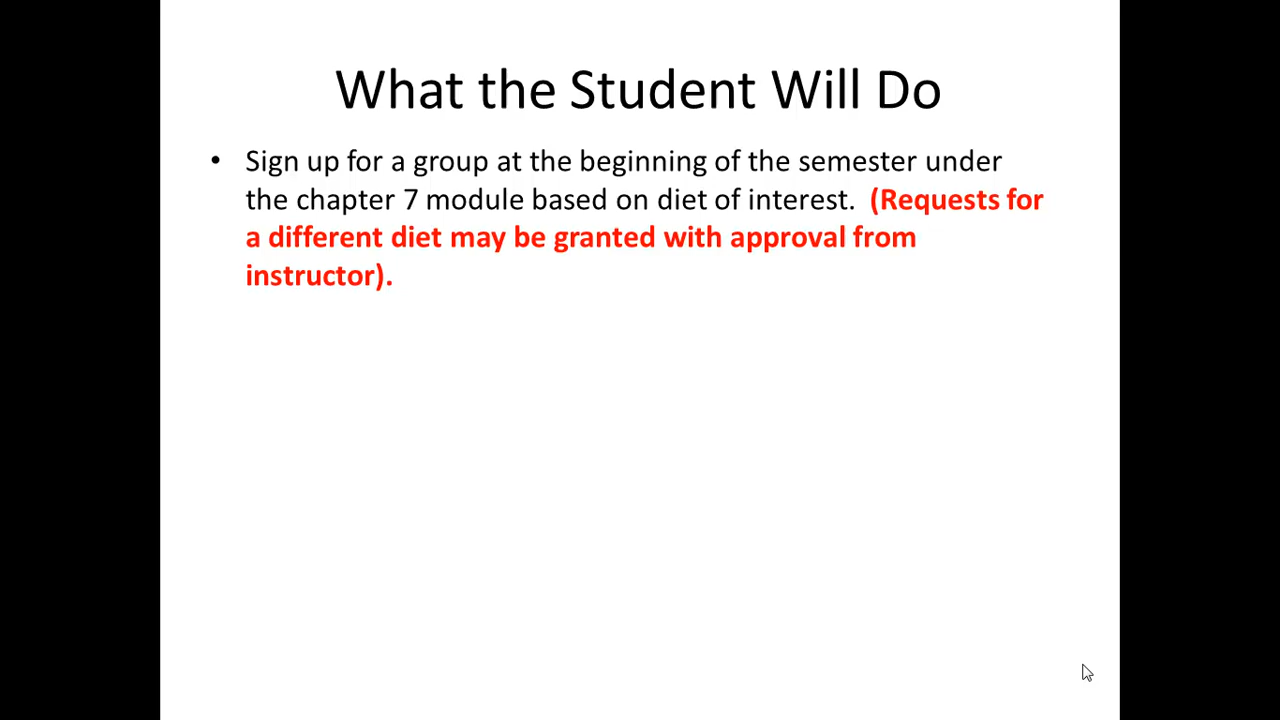 What the Student Will Do
• Sign up for a group at the beginning of the semester under
the chapter 7 module based on diet of interest. (Requests for
a different diet may be granted with approval from
instructor).